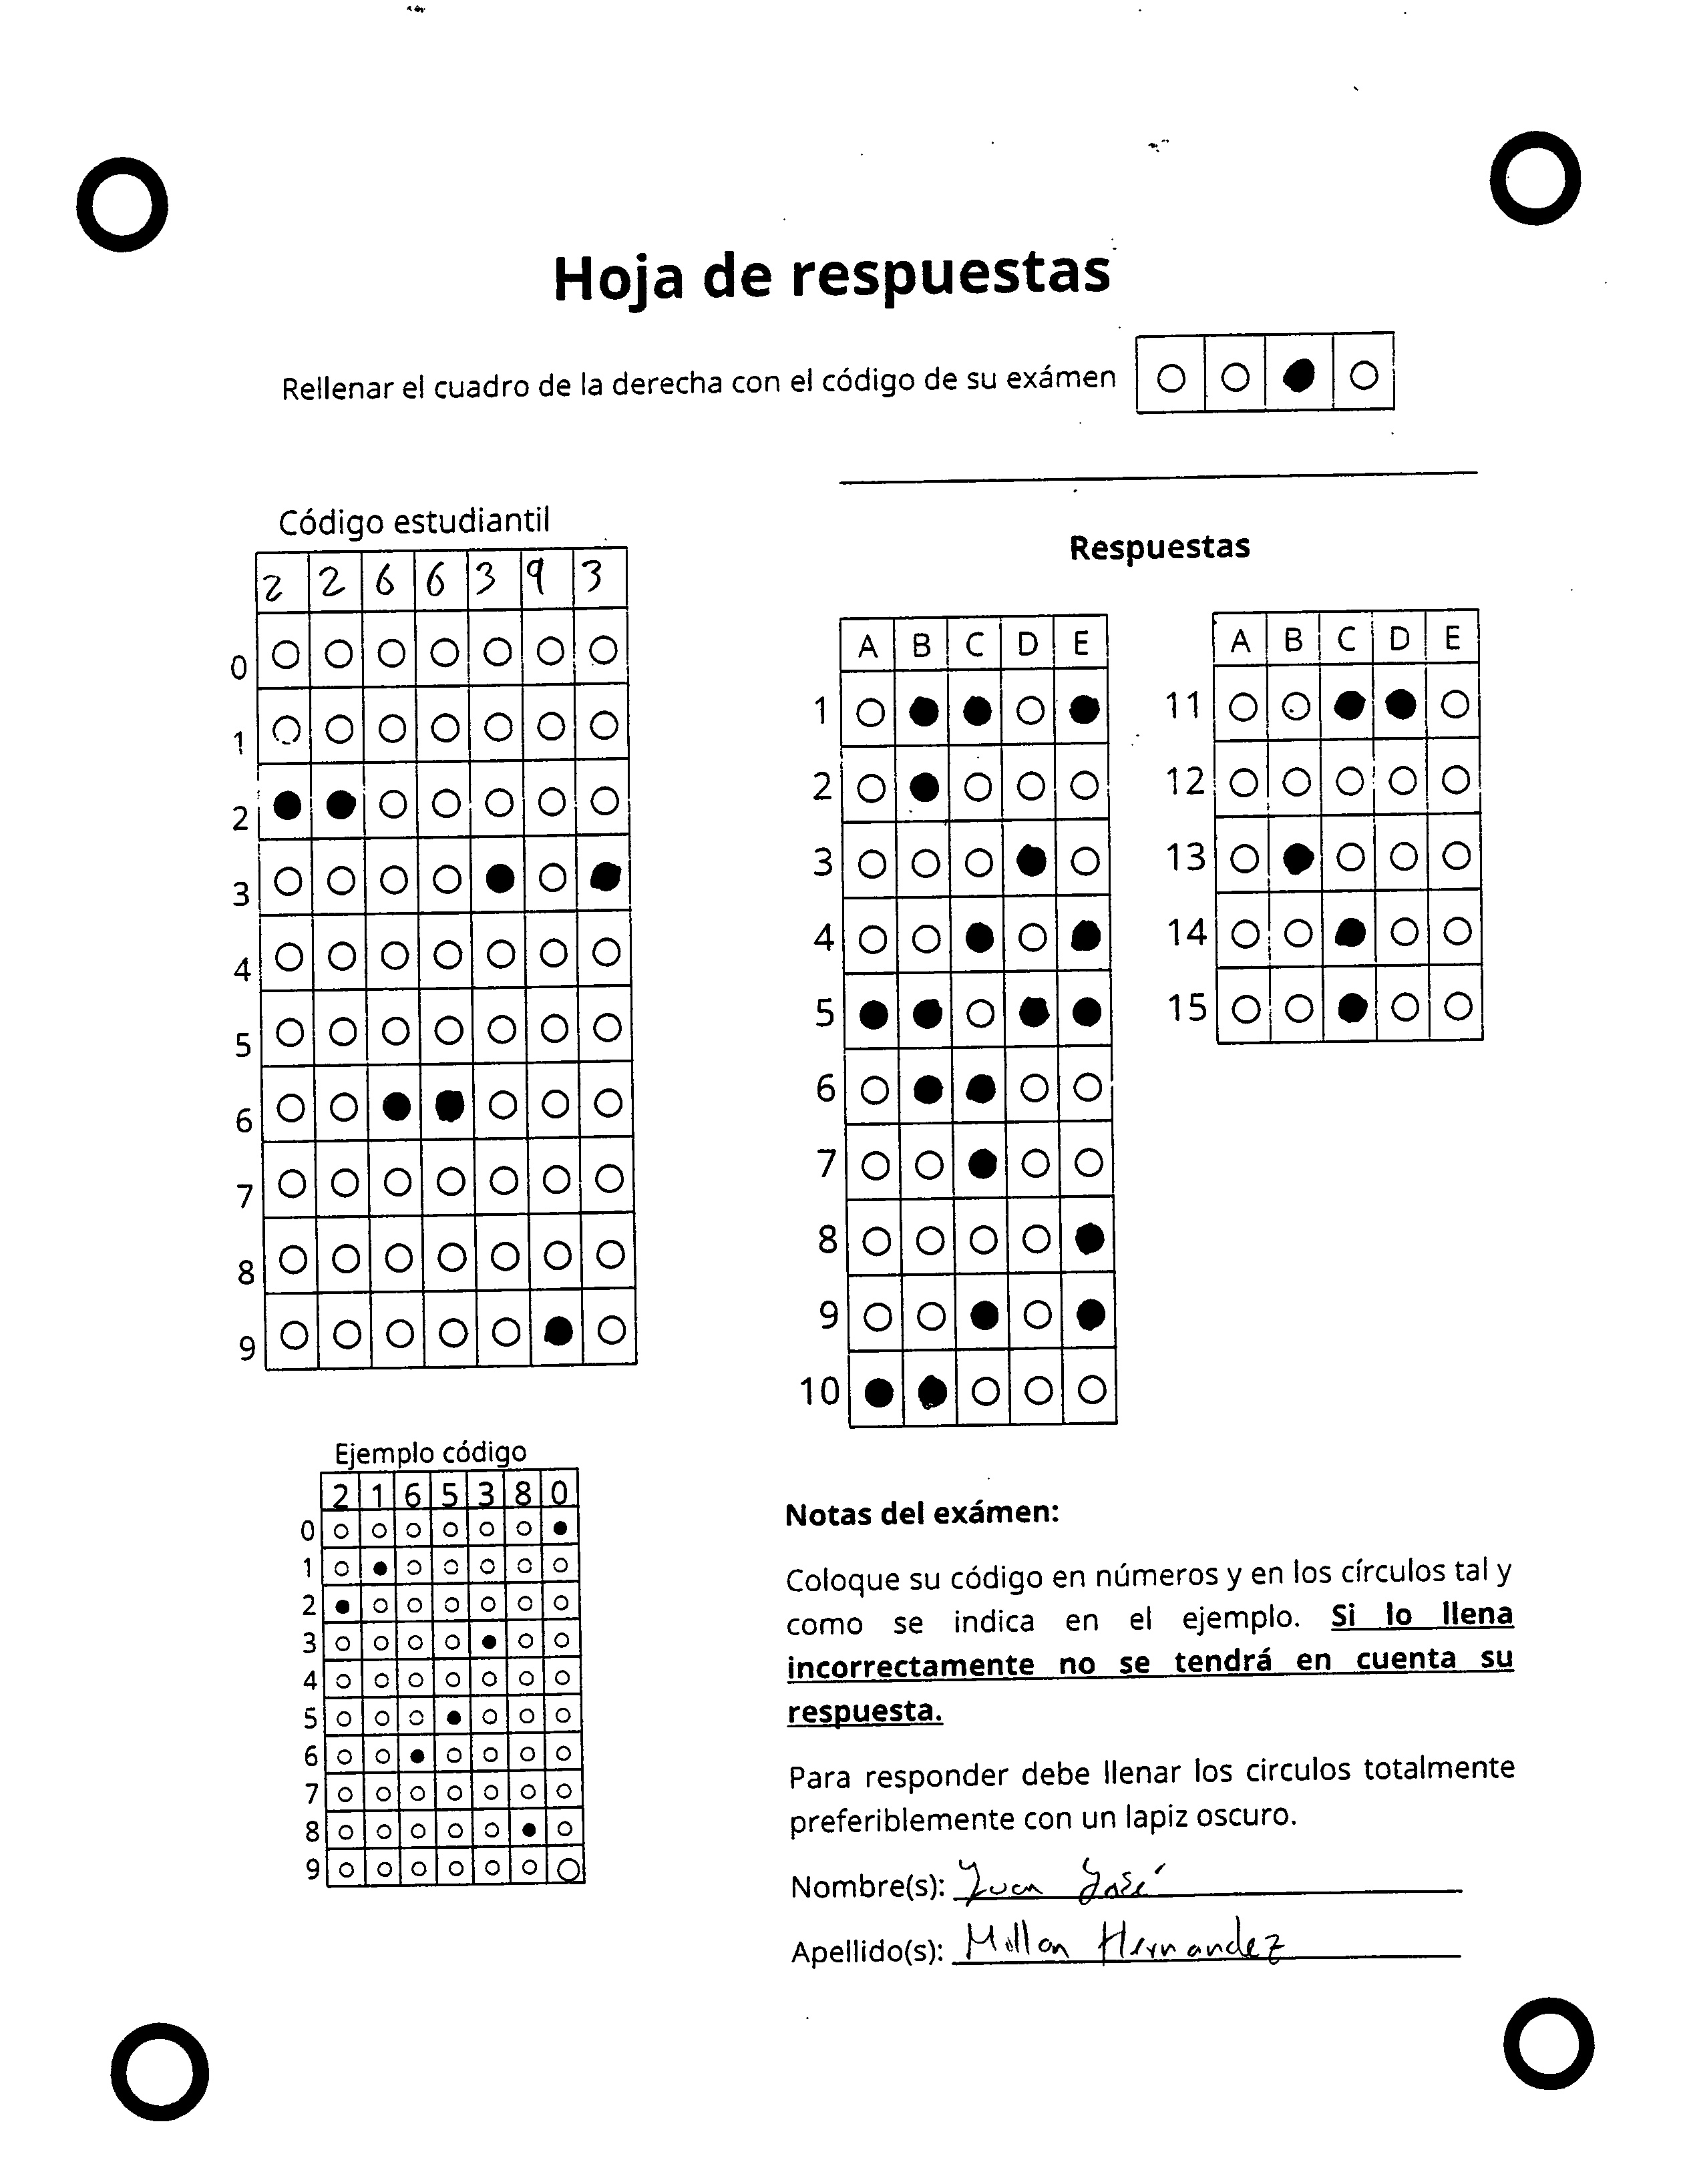 Hoja de respuestas
Rellenar el cuadro de la derecha con el código de su exámen
Código estudiantil
2 2 6 6 3 9 3
0
1
2
3
4
5
6
7
8
9
Respuestas
A B C D E
1
2
3
4
5
6
7
8
9
10
A B C D E
11
12
13
14
15
Ejemplo código
2 1 6 5 3 8 0
0
1
2
3
4
5
6
7
8
9
Notas del exámen:
Coloque su código en números y en los círculos tal y
como se indica en el ejemplo. Si lo llena
incorrectamente no se tendrá en cuenta su
respuesta.
Para responder debe llenar los circulos totalmente
preferiblemente con un lapiz oscuro.
Nombre(s): Juan José
Apellido(s): Millan Hernandez